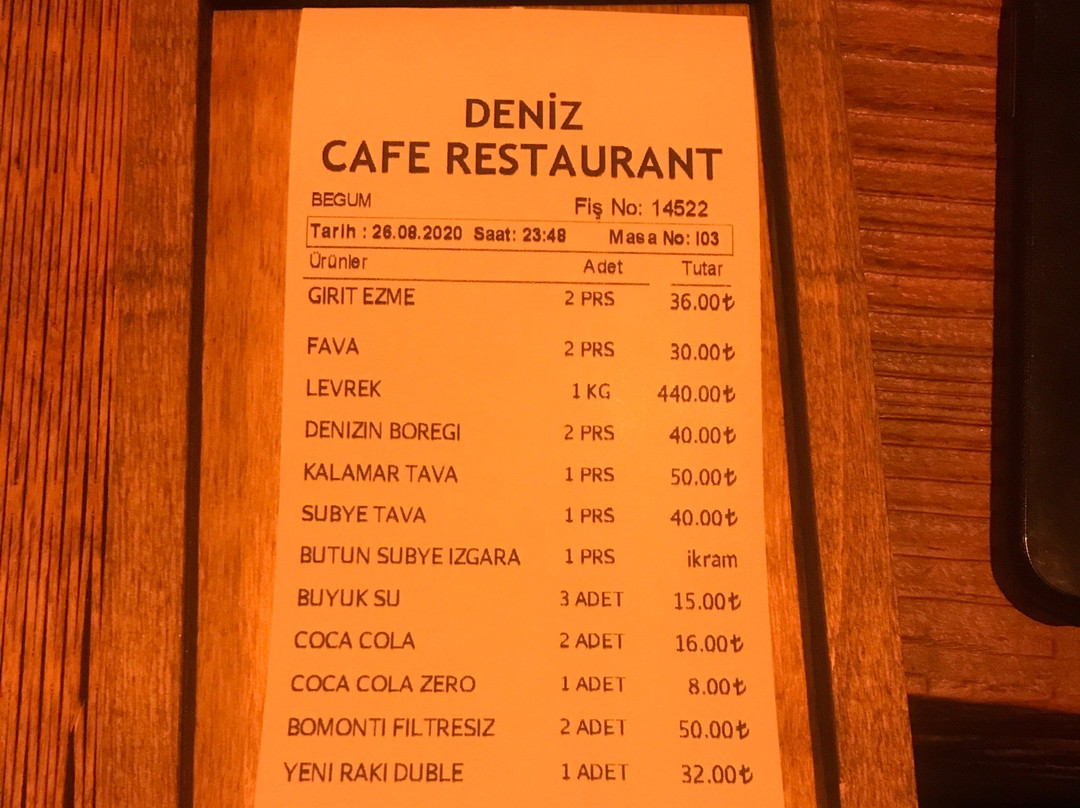 DENİZ
CAFE RESTAURANT
BEGUM Fiş No: 14522
Tarih : 26.08.2020 Saat: 23:48 Masa No: I03
Ürünler Adet Tutar
GIRIT EZME 2 PRS 36.00₺
FAVA 2 PRS 30.00₺
LEVREK 1 KG 440.00₺
DENIZIN BOREGI 2 PRS 40.00₺
KALAMAR TAVA 1 PRS 50.00₺
SUBYE TAVA 1 PRS 40.00₺
BUTUN SUBYE IZGARA 1 PRS ikram
BUYUK SU 3 ADET 15.00₺
COCA COLA 2 ADET 16.00₺
COCA COLA ZERO 1 ADET 8.00₺
BOMONTI FILTRESIZ 2 ADET 50.00₺
YENI RAKI DUBLE 1 ADET 32.00₺